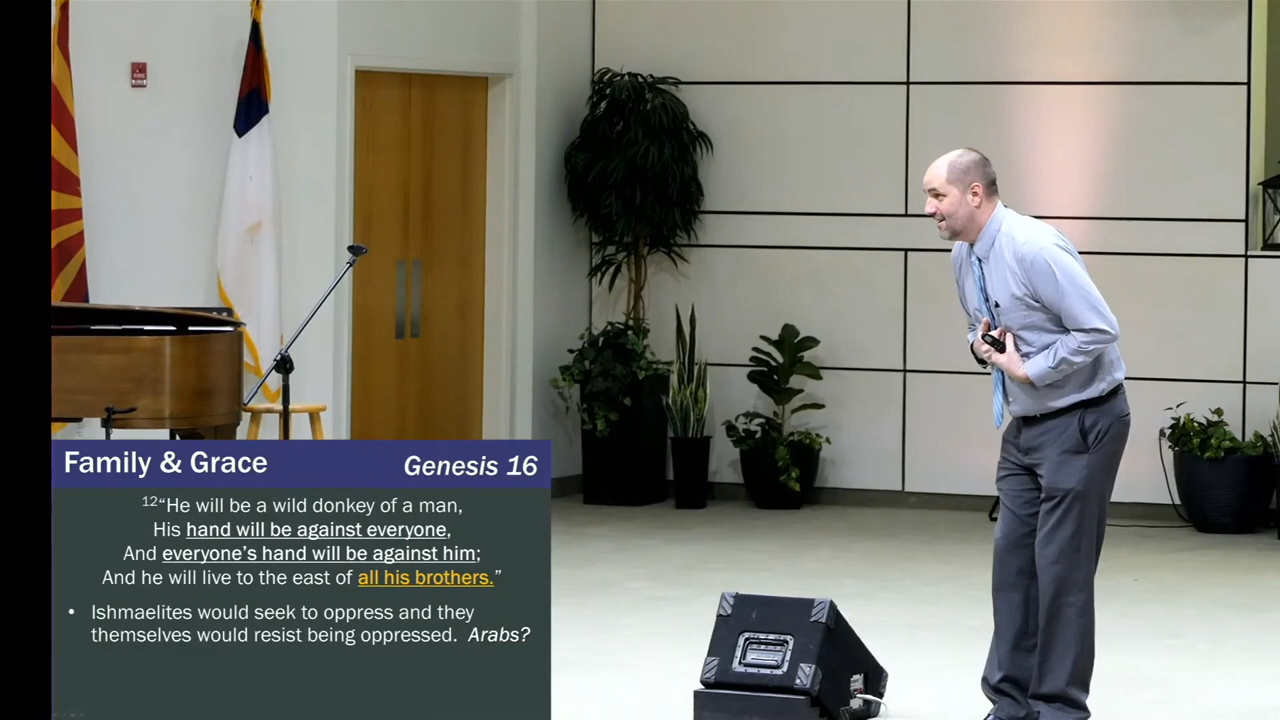 Family & Grace
Genesis 16
12“He will be a wild donkey of a man,
His hand will be against everyone,
And everyone’s hand will be against him;
And he will live to the east of all his brothers.”
• Ishmaelites would seek to oppress and they
themselves would resist being oppressed. Arabs?